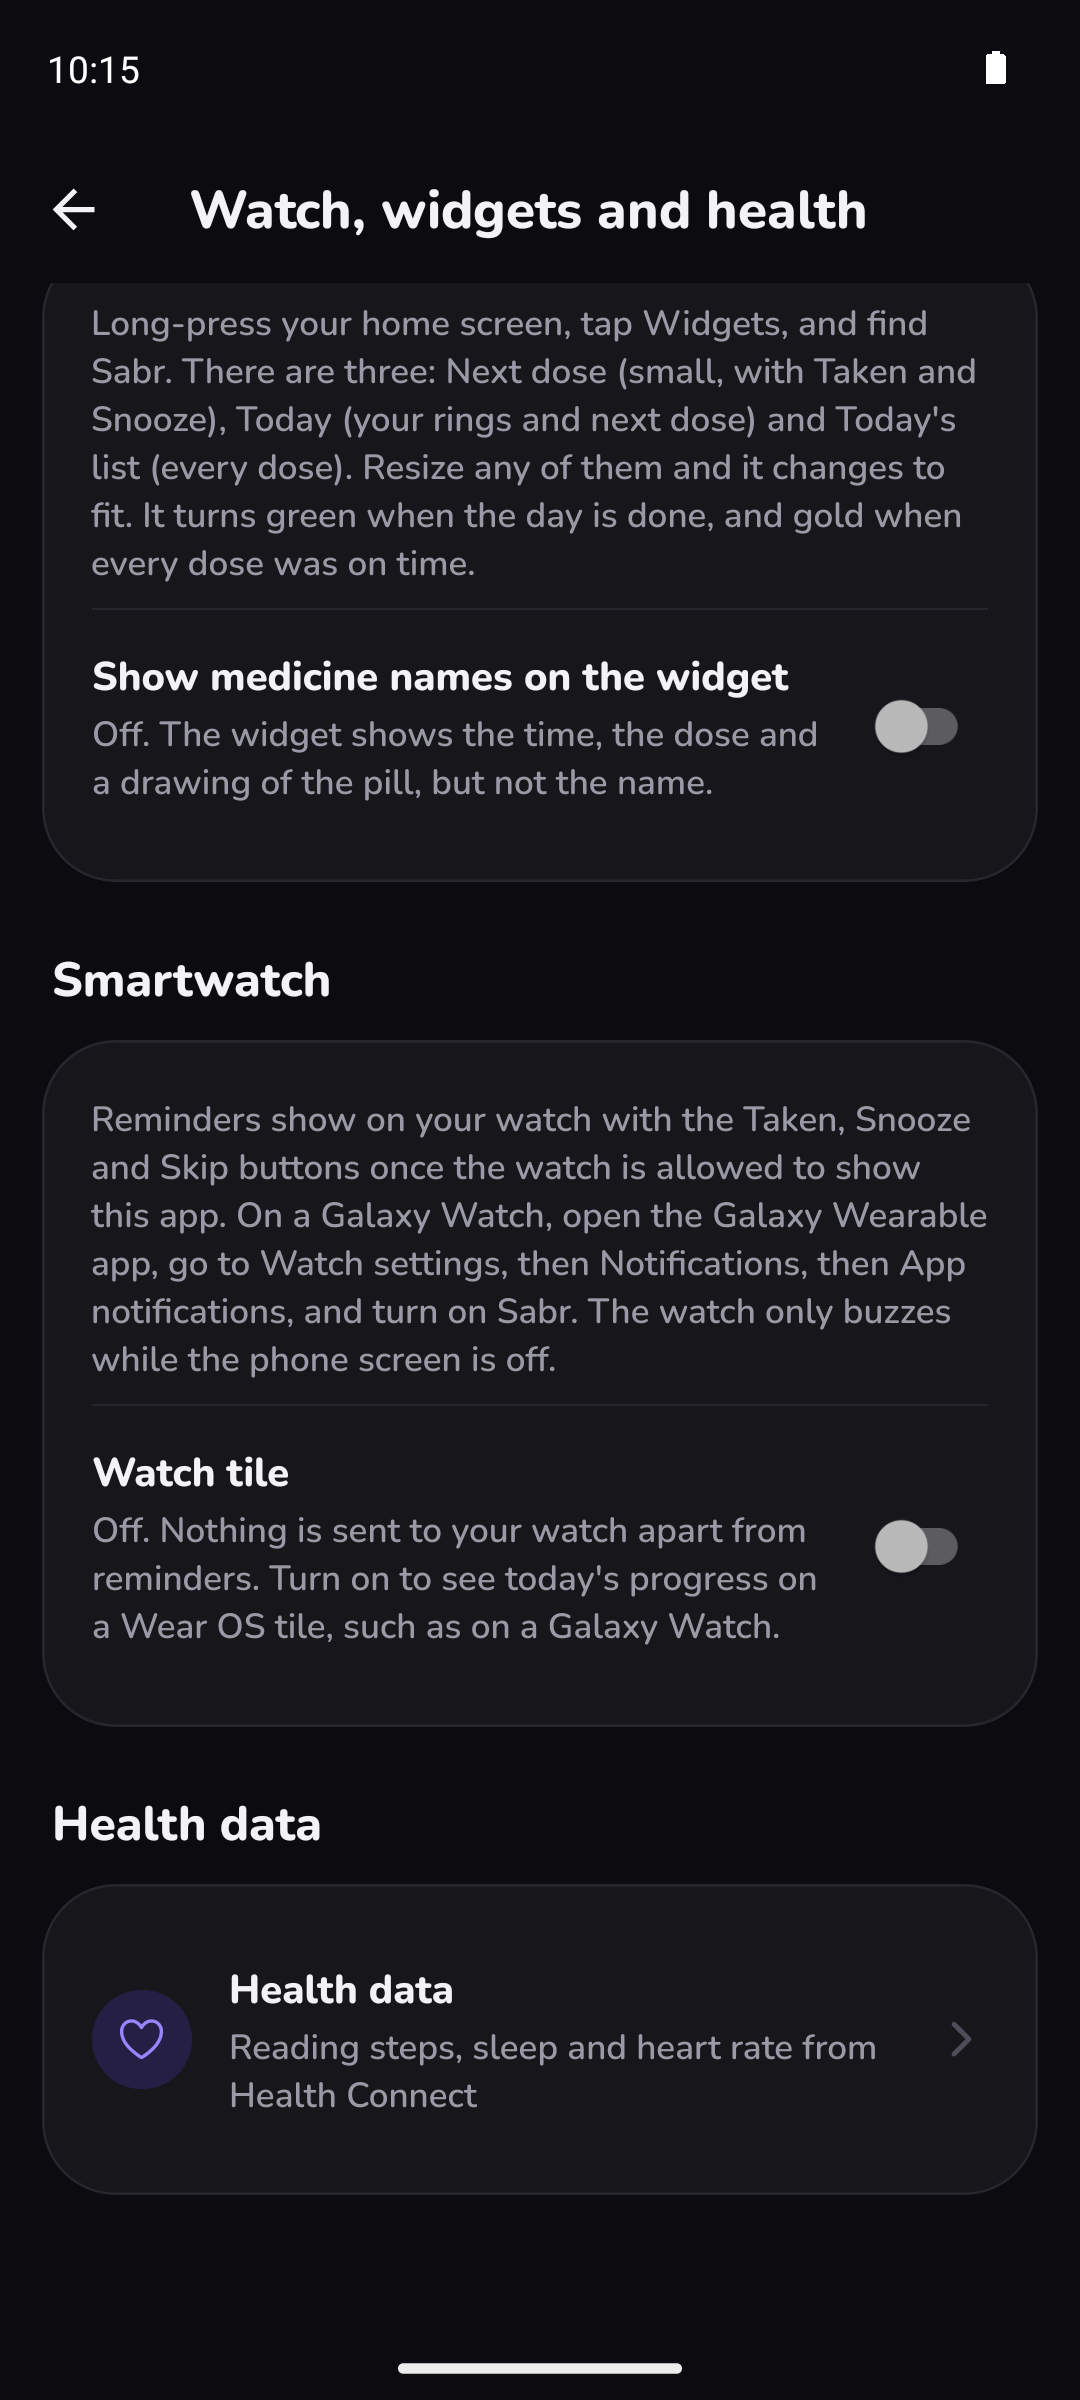 10:15
Watch, widgets and health
Long-press your home screen, tap Widgets, and find
Sabr. There are three: Next dose (small, with Taken and
Snooze), Today (your rings and next dose) and Today's
list (every dose). Resize any of them and it changes to
fit. It turns green when the day is done, and gold when
every dose was on time.
Show medicine names on the widget
Off. The widget shows the time, the dose and
a drawing of the pill, but not the name.
Smartwatch
Reminders show on your watch with the Taken, Snooze
and Skip buttons once the watch is allowed to show
this app. On a Galaxy Watch, open the Galaxy Wearable
app, go to Watch settings, then Notifications, then App
notifications, and turn on Sabr. The watch only buzzes
while the phone screen is off.
Watch tile
Off. Nothing is sent to your watch apart from
reminders. Turn on to see today's progress on
a Wear OS tile, such as on a Galaxy Watch.
Health data
Health data
Reading steps, sleep and heart rate from
Health Connect